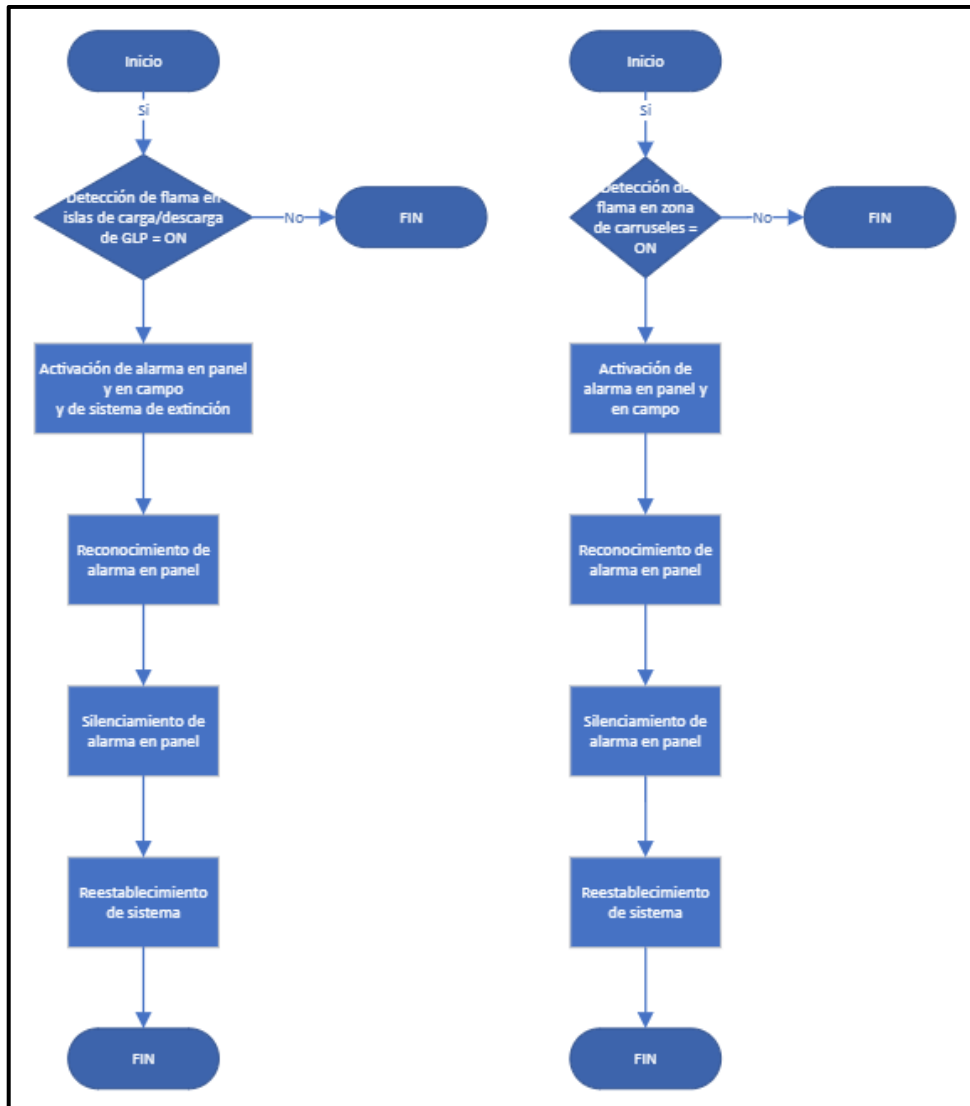 Inicio
Si
Detección de flama en
islas de carga/descarga
de GLP = ON
No
FIN
Activación de alarma en panel
y en campo
y de sistema de extinción
Reconocimiento de
alarma en panel
Silenciamiento de
alarma en panel
Reestablecimiento
de sistema
FIN
Inicio
Si
Detección de
flama en zona
de carruseles =
ON
No
FIN
Activación de
alarma en panel y
en campo
Reconocimiento de
alarma en panel
Silenciamiento de
alarma en panel
Reestablecimiento
de sistema
FIN